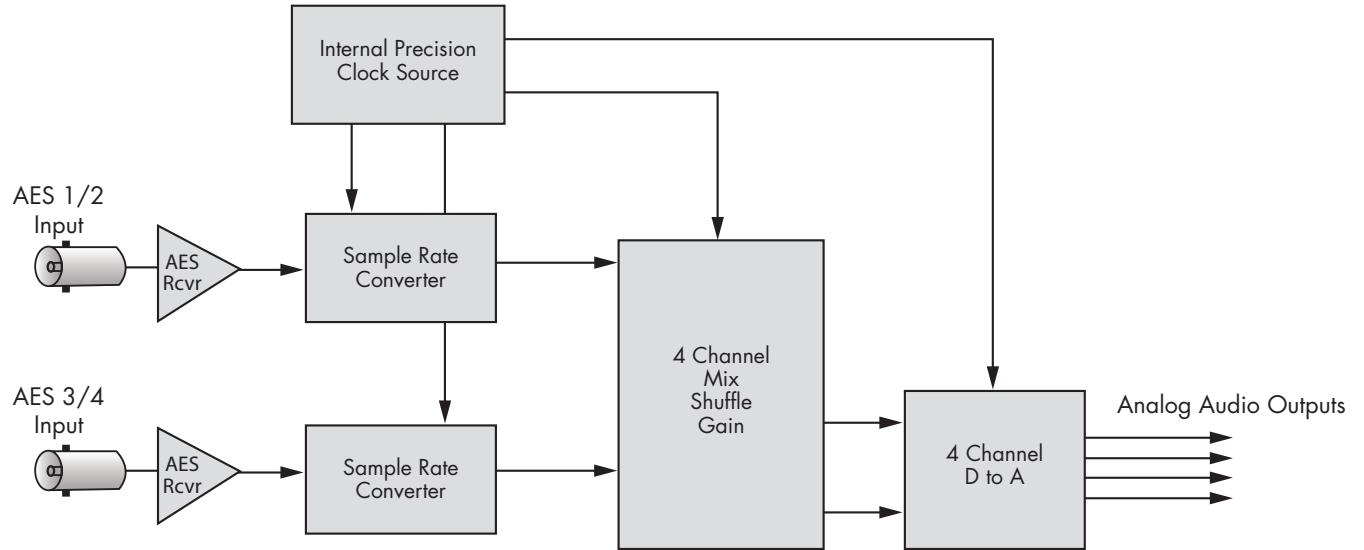 Internal Precision
Clock Source
AES 1/2
Input
AES
Rcvr
Sample Rate
Converter
4 Channel
Mix
Shuffle
Gain
AES 3/4
Input
AES
Rcvr
Sample Rate
Converter
4 Channel
D to A
Analog Audio Outputs